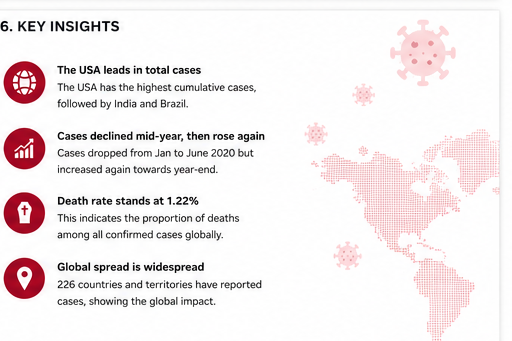 6. KEY INSIGHTS
The USA leads in total cases
The USA has the highest cumulative cases,
followed by India and Brazil.
Cases declined mid-year, then rose again
Cases dropped from Jan to June 2020 but
increased again towards year-end.
Death rate stands at 1.22%
This indicates the proportion of deaths
among all confirmed cases globally.
Global spread is widespread
226 countries and territories have reported
cases, showing the global impact.